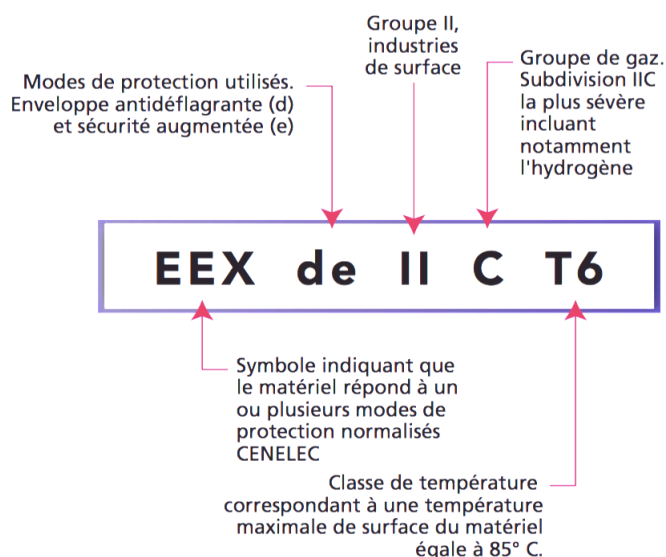 Groupe II,
industries
de surface
Groupe de gaz.
Subdivision IIC
la plus sévère
incluant
notamment
l'hydrogène
Modes de protection utilisés.
Enveloppe antidéflagrante (d)
et sécurité augmentée (e)
EEX de II C T6
Symbole indiquant que
le matériel répond à un
ou plusieurs modes de
protection normalisés
CENELEC
Classe de température
correspondant à une température
maximale de surface du matériel
égale à 85° C.